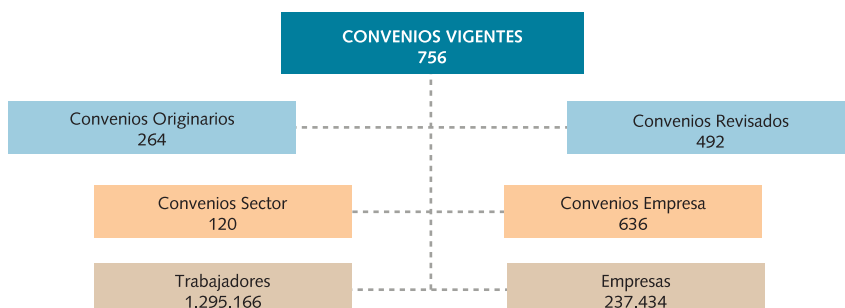 CONVENIOS VIGENTES
756
Convenios Originarios
264
Convenios Revisados
492
Convenios Sector
120
Convenios Empresa
636
Trabajadores
1.295.166
Empresas
237.434